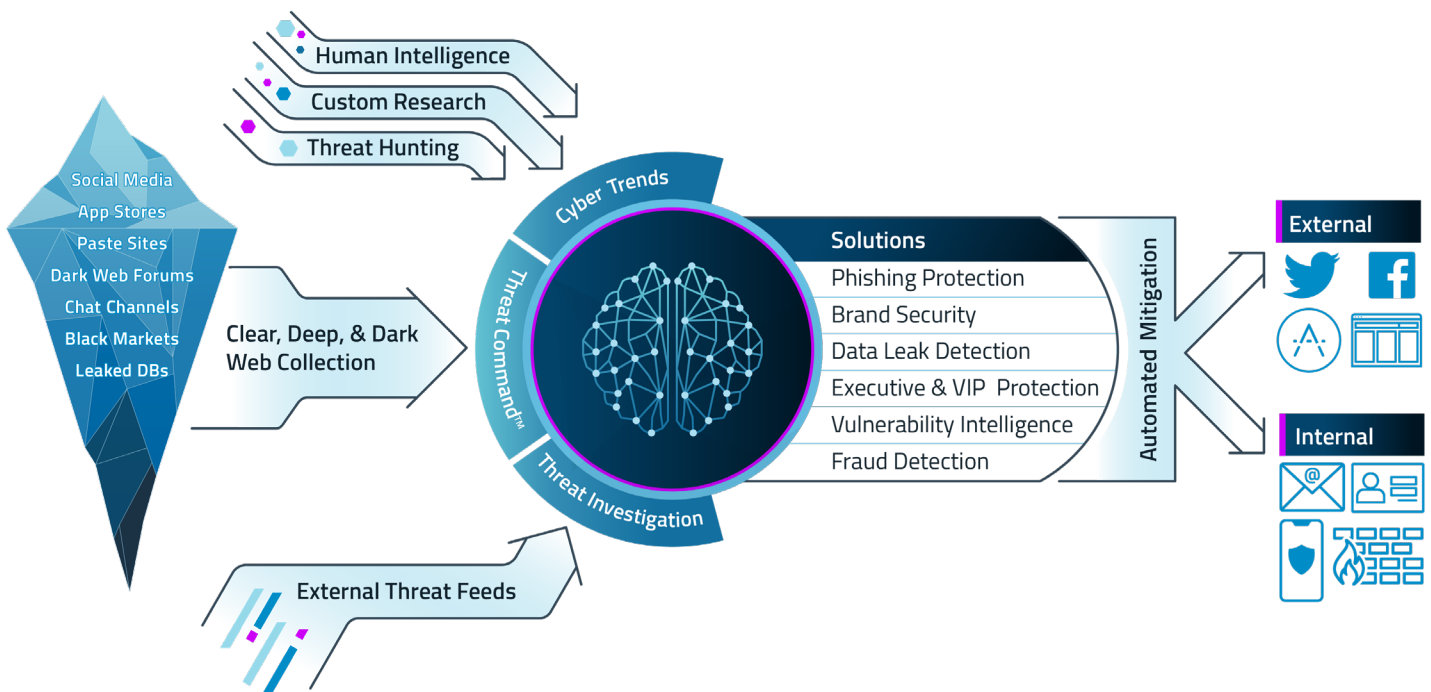 Human Intelligence
Custom Research
Threat Hunting
Social Media
App Stores
Paste Sites
Dark Web Forums
Chat Channels
Black Markets
Leaked DBs
Clear, Deep, & Dark
Web Collection
External Threat Feeds
Cyber Trends
Threat Command™
Threat Investigation
Solutions
Phishing Protection
Brand Security
Data Leak Detection
Executive & VIP Protection
Vulnerability Intelligence
Fraud Detection
Automated Mitigation
External
f
A
Internal
@